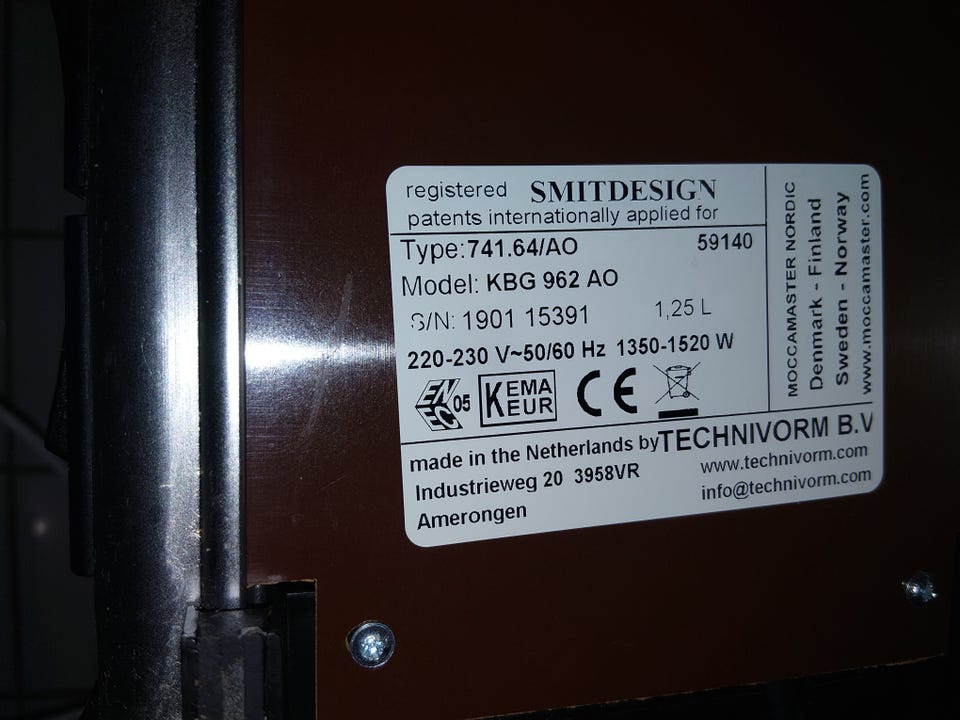 registered SMITDESIGN
patents internationally applied for
Type:741.64/AO 59140
Model: KBG 962 AO
S/N: 1901 15391 1,25 L
220-230 V~50/60 Hz 1350-1520 W
EN
EC 05
KEMA
KEUR
CE
made in the Netherlands by TECHNIVORM B.V
Industrieweg 20 3958VR www.technivorm.com
Amerongen info@technivorm.com
MOCCAMASTER NORDIC
Denmark - Finland
Sweden - Norway
www.moccamaster.com